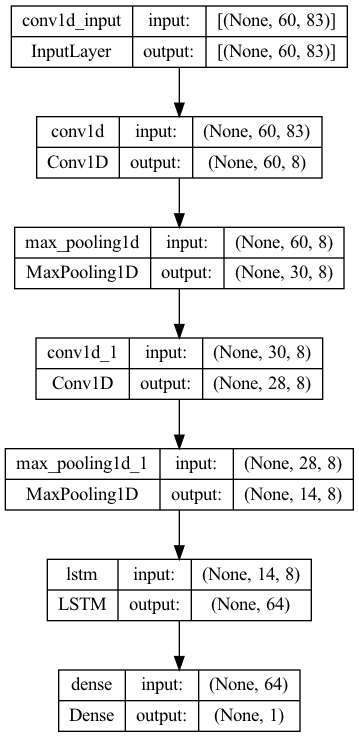 conv1d_input input: [(None, 60, 83)]
InputLayer output: [(None, 60, 83)]
conv1d input: (None, 60, 83)
Conv1D output: (None, 60, 8)
max_pooling1d input: (None, 60, 8)
MaxPooling1D output: (None, 30, 8)
conv1d_1 input: (None, 30, 8)
Conv1D output: (None, 28, 8)
max_pooling1d_1 input: (None, 28, 8)
MaxPooling1D output: (None, 14, 8)
lstm input: (None, 14, 8)
LSTM output: (None, 64)
dense input: (None, 64)
Dense output: (None, 1)